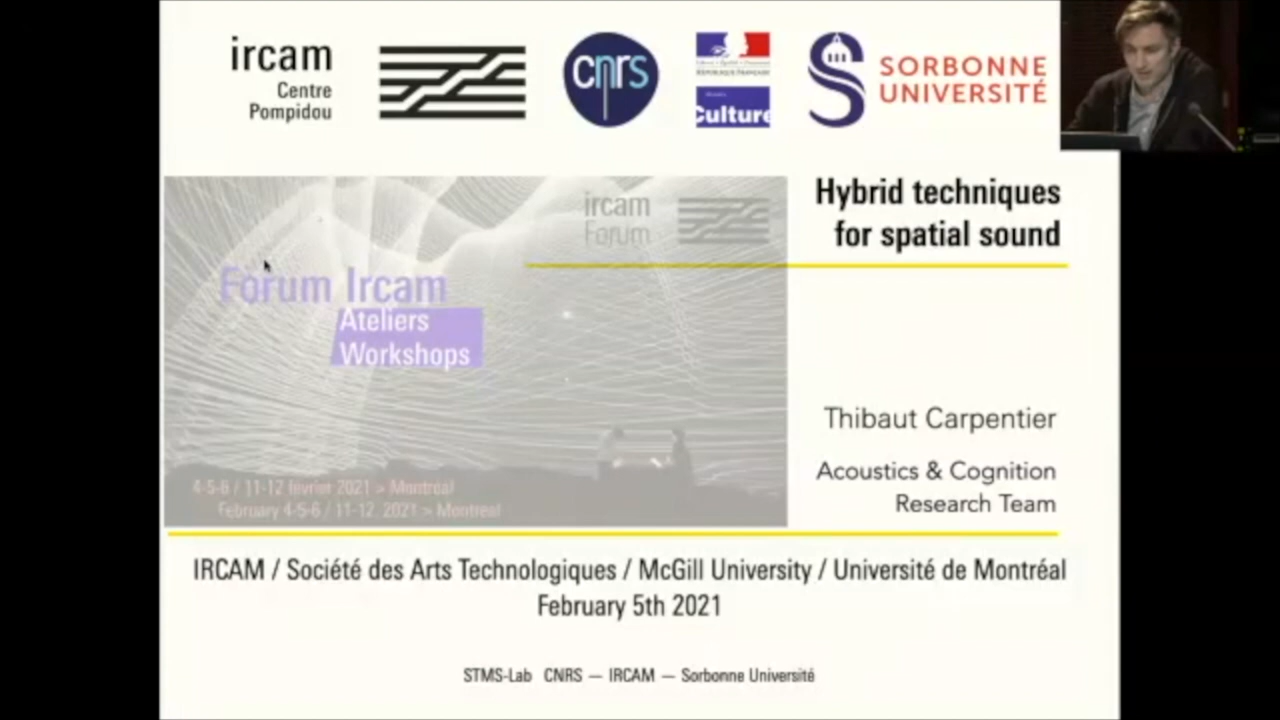 ircam
Centre
Pompidou
cnrs
RÉPUBLIQUE FRANÇAISE
Culture
SORBONNE
UNIVERSITÉ
Hybrid techniques
for spatial sound
ircam
Forum
Forum Ircam
Ateliers
Workshops
Thibaut Carpentier
Acoustics & Cognition
Research Team
4-5-6 / 11-12 février 2021 > Montréal
February 4-5-6 / 11-12, 2021 > Montreal
IRCAM / Société des Arts Technologiques / McGill University / Université de Montréal
February 5th 2021
STMS-Lab CNRS — IRCAM — Sorbonne Université